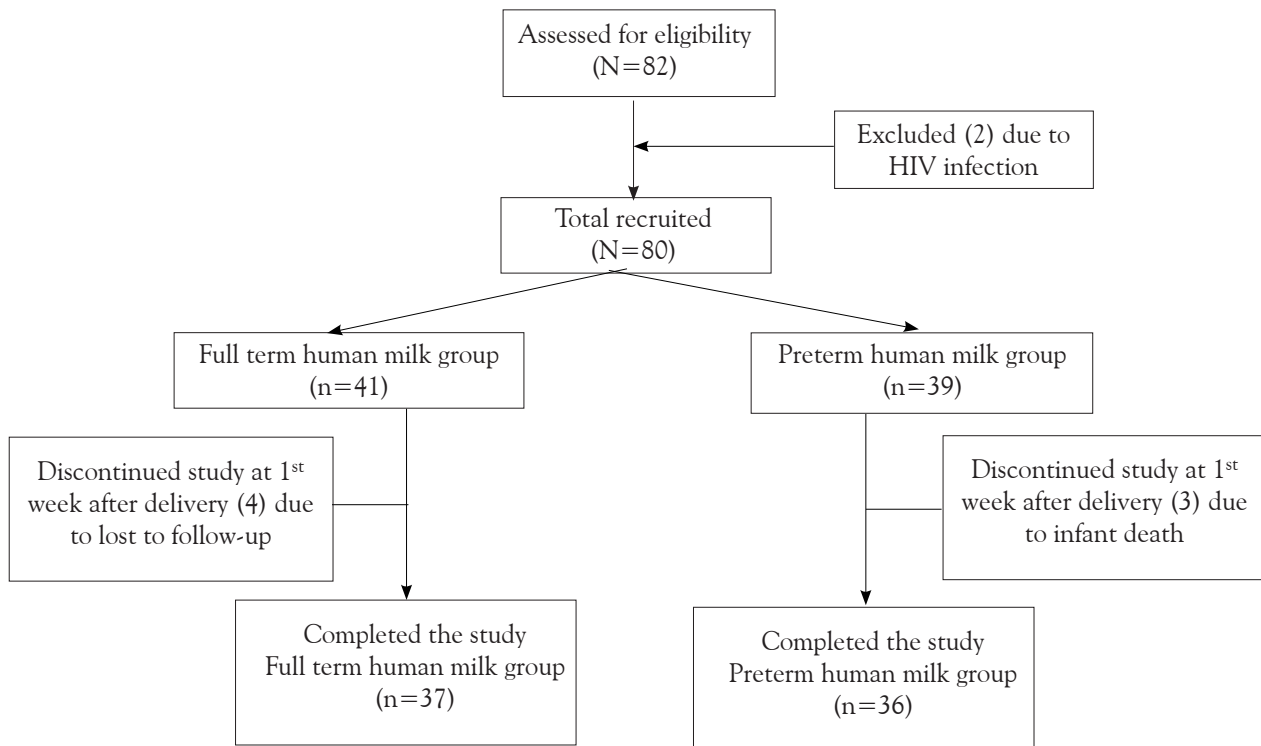 Assessed for eligibility
(N=82)
Excluded (2) due to
HIV infection
Total recruited
(N=80)
Full term human milk group
(n=41)
Preterm human milk group
(n=39)
Discontinued study at 1st
week after delivery (4) due
to lost to follow-up
Discontinued study at 1st
week after delivery (3) due
to infant death
Completed the study
Full term human milk group
(n=37)
Completed the study
Preterm human milk group
(n=36)